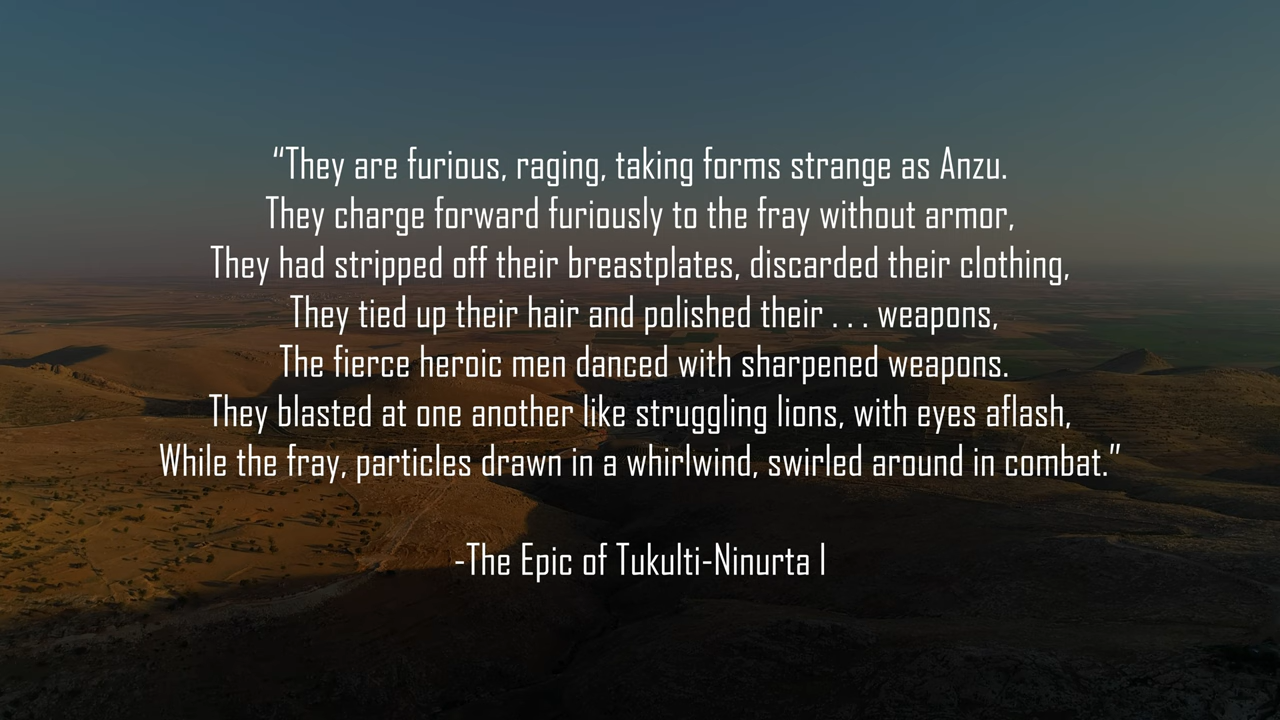 “They are furious, raging, taking forms strange as Anzu.
They charge forward furiously to the fray without armor,
They had stripped off their breastplates, discarded their clothing,
They tied up their hair and polished their . . . weapons,
The fierce heroic men danced with sharpened weapons.
They blasted at one another like struggling lions, with eyes aflash,
While the fray, particles drawn in a whirlwind, swirled around in combat.”
-The Epic of Tukulti-Ninurta I